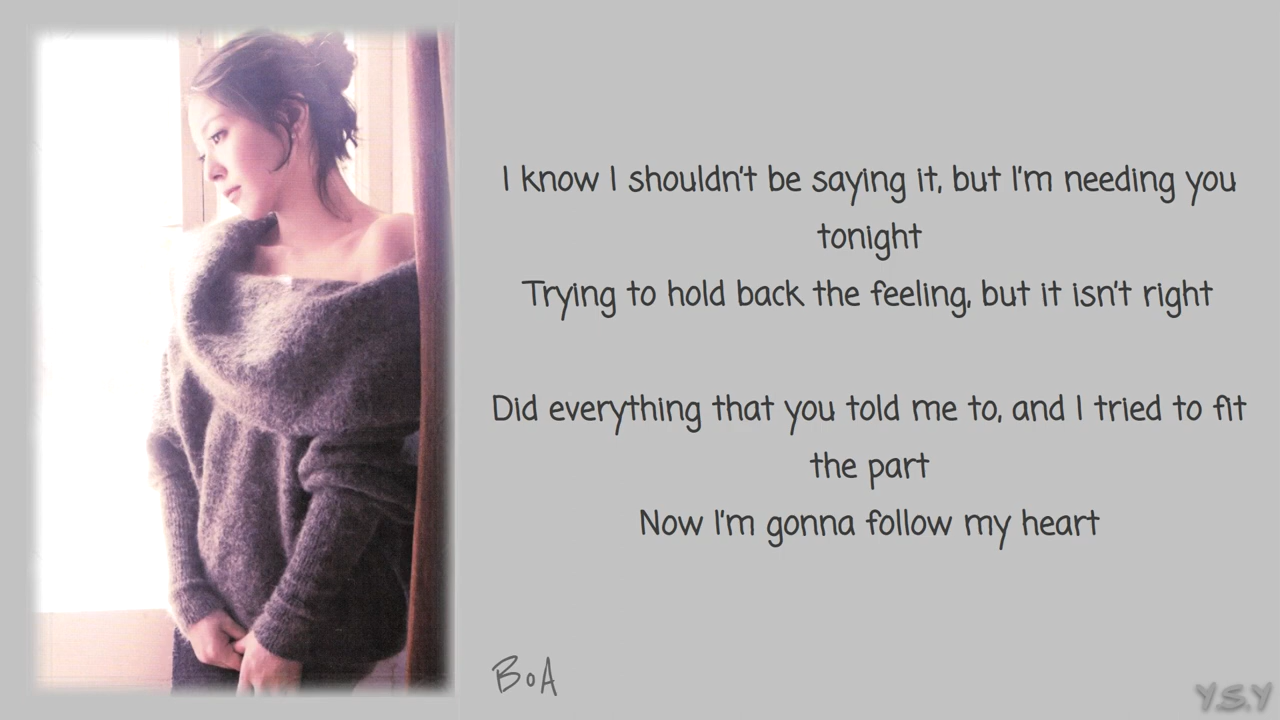 I know I shouldn't be saying it, but I'm needing you
tonight
Trying to hold back the feeling, but it isn't right
Did everything that you told me to, and I tried to fit
the part
Now I'm gonna follow my heart
BoA
Y.S.Y